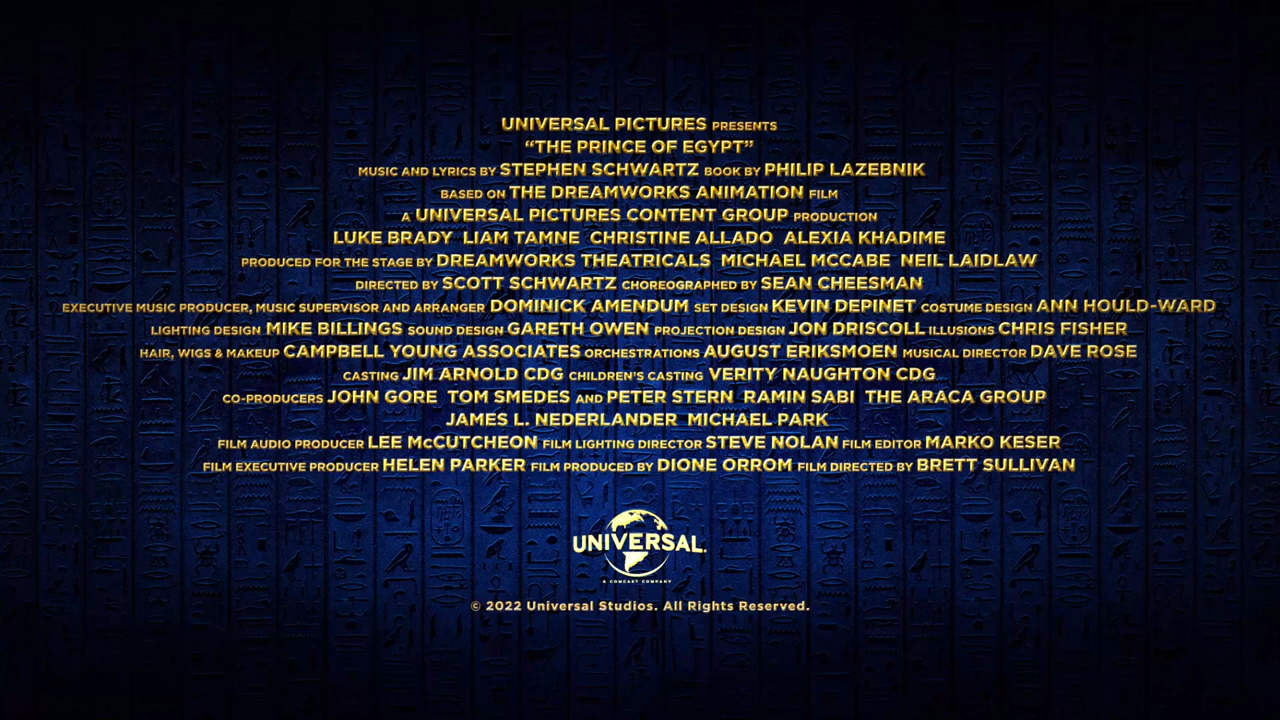 UNIVERSAL PICTURES PRESENTS
“THE PRINCE OF EGYPT”
MUSIC AND LYRICS BY STEPHEN SCHWARTZ BOOK BY PHILIP LAZEBNIK
BASED ON THE DREAMWORKS ANIMATION FILM
A UNIVERSAL PICTURES CONTENT GROUP PRODUCTION
LUKE BRADY LIAM TAMNE CHRISTINE ALLADO ALEXIA KHADIME
PRODUCED FOR THE STAGE BY DREAMWORKS THEATRICALS MICHAEL MCCABE NEIL LAIDLAW
DIRECTED BY SCOTT SCHWARTZ CHOREOGRAPHED BY SEAN CHEESMAN
EXECUTIVE MUSIC PRODUCER, MUSIC SUPERVISOR AND ARRANGER DOMINICK AMENDUM SET DESIGN KEVIN DEPINET COSTUME DESIGN ANN HOULD-WARD
LIGHTING DESIGN MIKE BILLINGS SOUND DESIGN GARETH OWEN PROJECTION DESIGN JON DRISCOLL ILLUSIONS CHRIS FISHER
HAIR, WIGS & MAKEUP CAMPBELL YOUNG ASSOCIATES ORCHESTRATIONS AUGUST ERIKSMOEN MUSICAL DIRECTOR DAVE ROSE
CASTING JIM ARNOLD CDG CHILDREN’S CASTING VERITY NAUGHTON CDG
CO-PRODUCERS JOHN GORE TOM SMEDES AND PETER STERN RAMIN SABI THE ARACA GROUP
JAMES L. NEDERLANDER MICHAEL PARK
FILM AUDIO PRODUCER LEE McCUTCHEON FILM LIGHTING DIRECTOR STEVE NOLAN FILM EDITOR MARKO KESER
FILM EXECUTIVE PRODUCER HELEN PARKER FILM PRODUCED BY DIONE ORROM FILM DIRECTED BY BRETT SULLIVAN
UNIVERSAL.
A COMCAST COMPANY
© 2022 Universal Studios. All Rights Reserved.